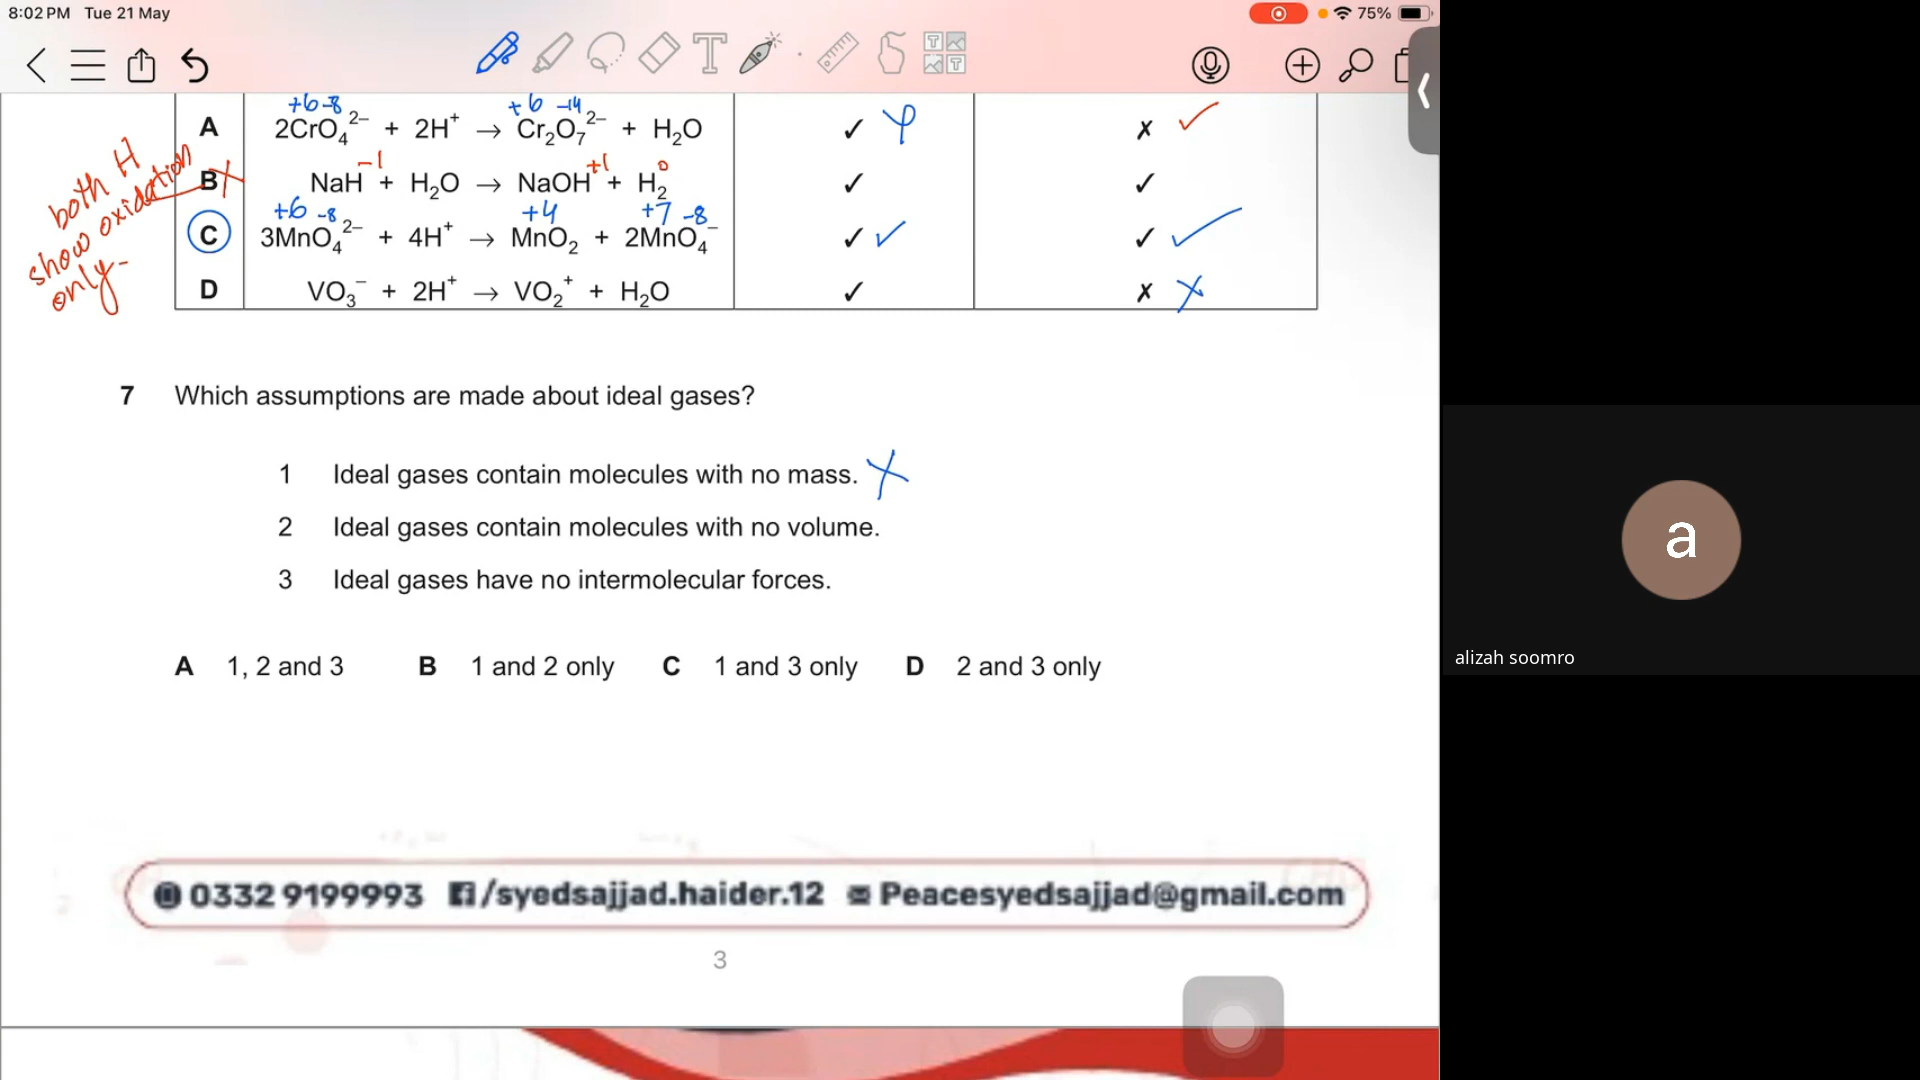 8:02 PM Tue 21 May
75%
+6 -8 +6 -14
A 2CrO₄²⁻ + 2H⁺ → Cr₂O₇²⁻ + H₂O ✓ ✗ ✓
-1 +1 0
B NaH + H₂O → NaOH + H₂ ✓ ✓
both H
show oxidation
only-
+6 -8 +4 +7 -8
C 3MnO₄²⁻ + 4H⁺ → MnO₂ + 2MnO₄⁻ ✓ ✓ ✓ ✓
D VO₃⁻ + 2H⁺ → VO₂⁺ + H₂O ✓ ✗ ✗
7 Which assumptions are made about ideal gases?
1 Ideal gases contain molecules with no mass. ✗
2 Ideal gases contain molecules with no volume.
3 Ideal gases have no intermolecular forces.
A 1, 2 and 3 B 1 and 2 only C 1 and 3 only D 2 and 3 only
0332 9199993 /syedsajjad.haider.12 Peacesyedsajjad@gmail.com
3
a
alizah soomro